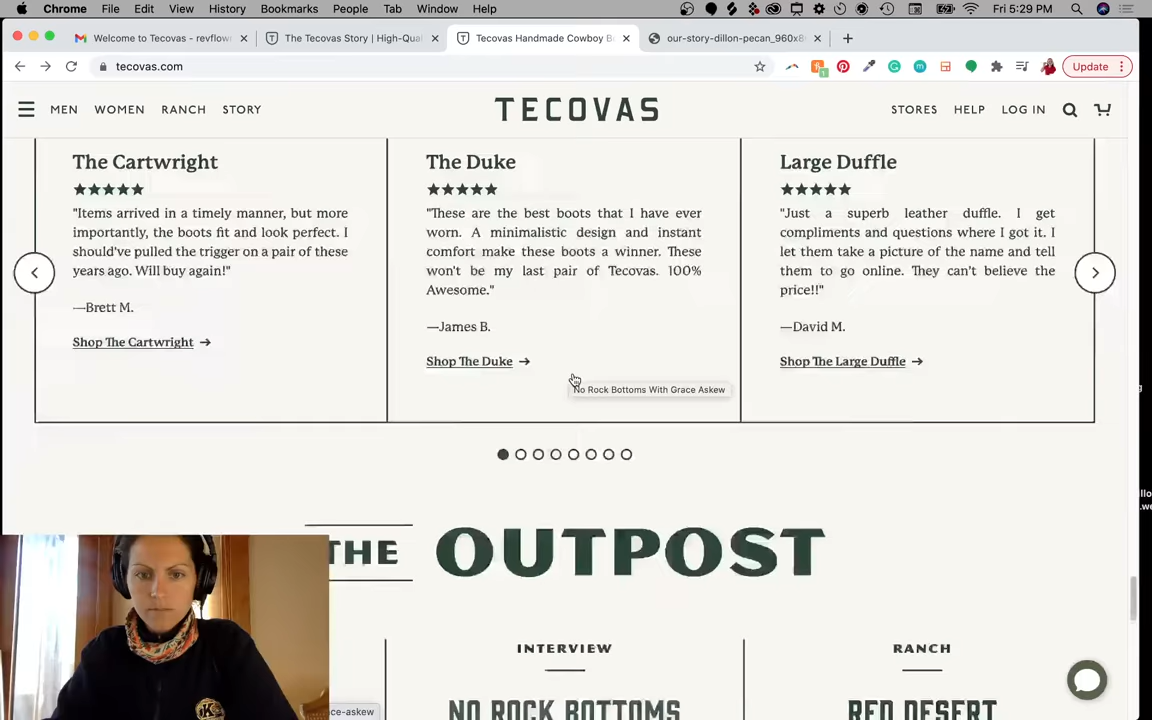 Chrome File Edit View History Bookmarks People Tab Window Help Fri 5:29 PM
Welcome to Tecovas - revflow
The Tecovas Story | High-Qual
Tecovas Handmade Cowboy B
our-story-dillon-pecan_960x8
tecovas.com
Update
MEN WOMEN RANCH STORY
TECOVAS
STORES HELP LOG IN
The Cartwright
"Items arrived in a timely manner, but more
importantly, the boots fit and look perfect. I
should've pulled the trigger on a pair of these
years ago. Will buy again!"
—Brett M.
Shop The Cartwright →
The Duke
"These are the best boots that I have ever
worn. A minimalistic design and instant
comfort make these boots a winner. These
won't be my last pair of Tecovas. 100%
Awesome."
—James B.
Shop The Duke →
Large Duffle
"Just a superb leather duffle. I get
compliments and questions where I got it. I
let them take a picture of the name and tell
them to go online. They can't believe the
price!!"
—David M.
Shop The Large Duffle →
No Rock Bottoms With Grace Askew
THE OUTPOST
INTERVIEW
NO ROCK BOTTOMS
RANCH
RED DESERT
ce-askew